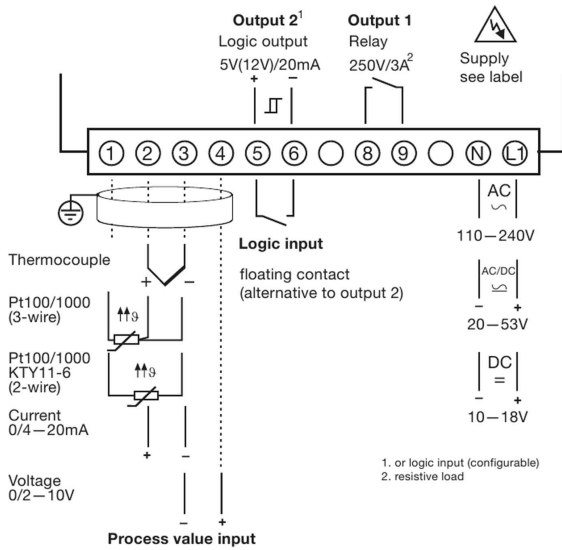 Output 2¹
Logic output
5V(12V)/20mA
+ −
Output 1
Relay
250V/3A²
Supply
see label
1 2 3 4 5 6 8 9 N L1
Logic input
floating contact
(alternative to output 2)
AC
110—240V
AC/DC
− +
20—53V
DC
− +
10—18V
Thermocouple
+ −
Pt100/1000
(3-wire)
ϑ
Pt100/1000
KTY11-6
(2-wire)
ϑ
Current
0/4—20mA
+ −
Voltage
0/2—10V
− +
Process value input
1. or logic input (configurable)
2. resistive load